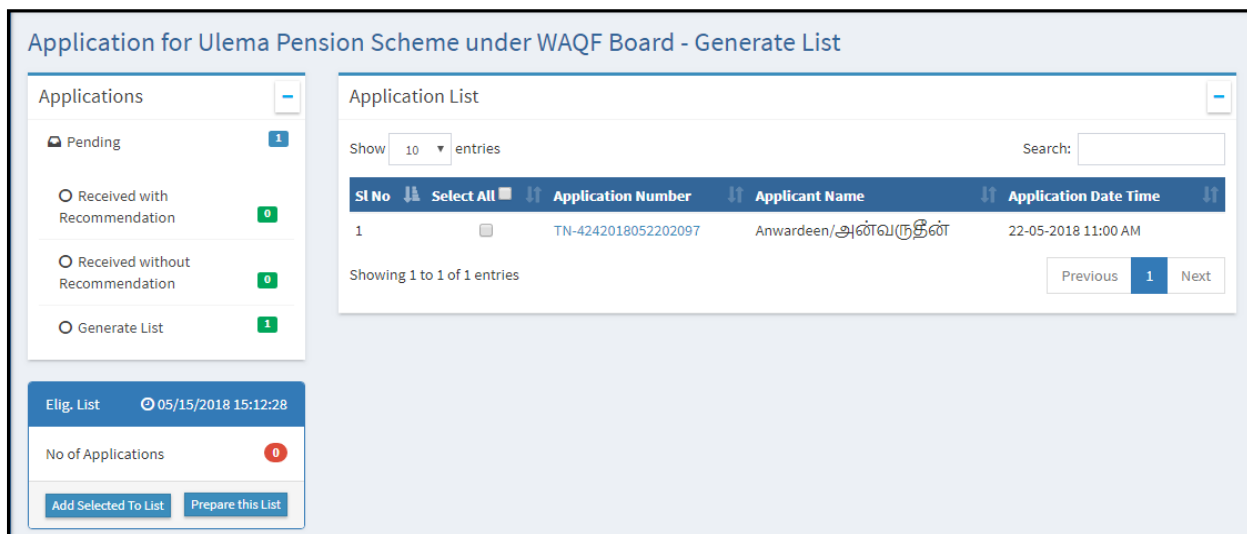 Application for Ulema Pension Scheme under WAQF Board - Generate List
Applications
Pending 1
Received with
Recommendation 0
Received without
Recommendation 0
Generate List 1
Elig. List 05/15/2018 15:12:28
No of Applications 0
Add Selected To List Prepare this List
Application List
Show 10 entries Search:
Sl No Select All Application Number Applicant Name Application Date Time
1 TN-4242018052202097 Anwardeen/அன்வருதீன் 22-05-2018 11:00 AM
Showing 1 to 1 of 1 entries Previous 1 Next